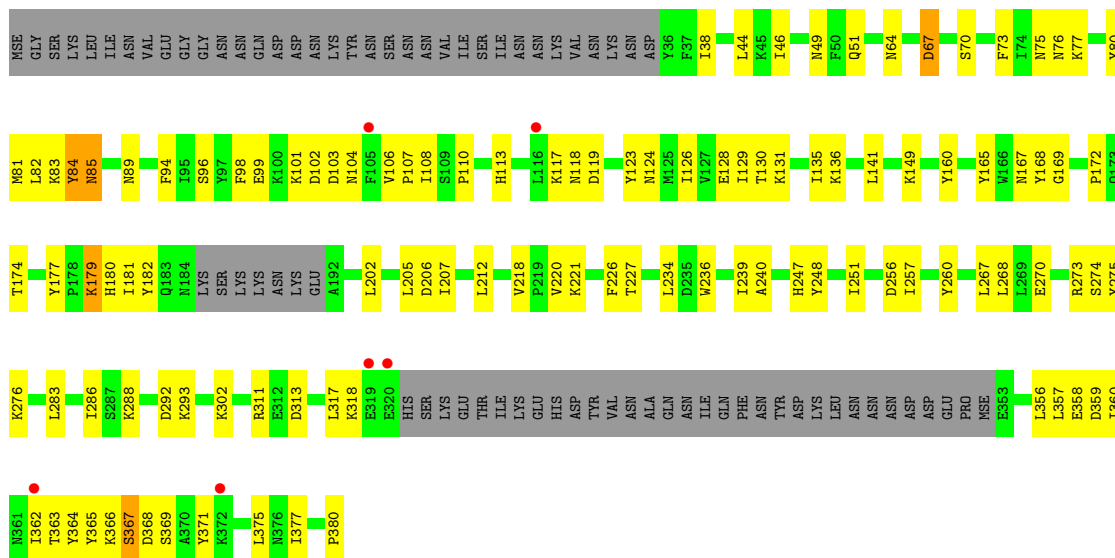 MSE GLY SER SER LYS LEU ILE ASN VAL GLU GLY GLY ASN ASN GLN ASP ASP ASN LYS TYR ASN SER ASN ASN VAL ILE SER ILE ASN ASN LYS VAL ASN LYS ASN ASP Y36 F37 I38 L44 K45 I46 N49 F50 Q51 N64 D67 S70 F73 I74 N75 N76 K77
M81 L82 K83 Y84 N85 N89 F94 I95 S96 Y97 F98 E99 K100 K101 D102 D103 N104 F105 V106 P107 I108 S109 P110 H113 L116 K117 N118 D119 Y123 N124 M125 I126 V127 E128 I129 T130 K131 I135 K136 L141 K149 Y160 Y165 W166 N167 Y168 G169 P172
T174 Y177 P178 K179 H180 I181 Y182 Q183 N184 LYS SER LYS LYS ASN LYS GLU A192 L202 L205 D206 I207 L212 V218 P219 V220 K221 F226 T227 L234 D235 W236 I239 A240 H247 Y248 I251 D256 I257 Y260 L267 L268 L269 E270 R273 S274
K276 L283 I286 S287 K288 D292 K293 K302 R311 E312 D313 L317 K318 E319 E320 HIS SER LYS GLU THR ILE LYS GLU HIS ASP TYR VAL ASN ALA GLN ASN ILE GLN PHE ASN TYR ASP LYS LEU ASN ASN ASN ASP ASP GLU PRO MSE E353 L356 L357 E358 D359
N361 I362 T363 Y364 Y365 K366 S367 D368 S369 A370 Y371 K372 L375 N376 I377 P380